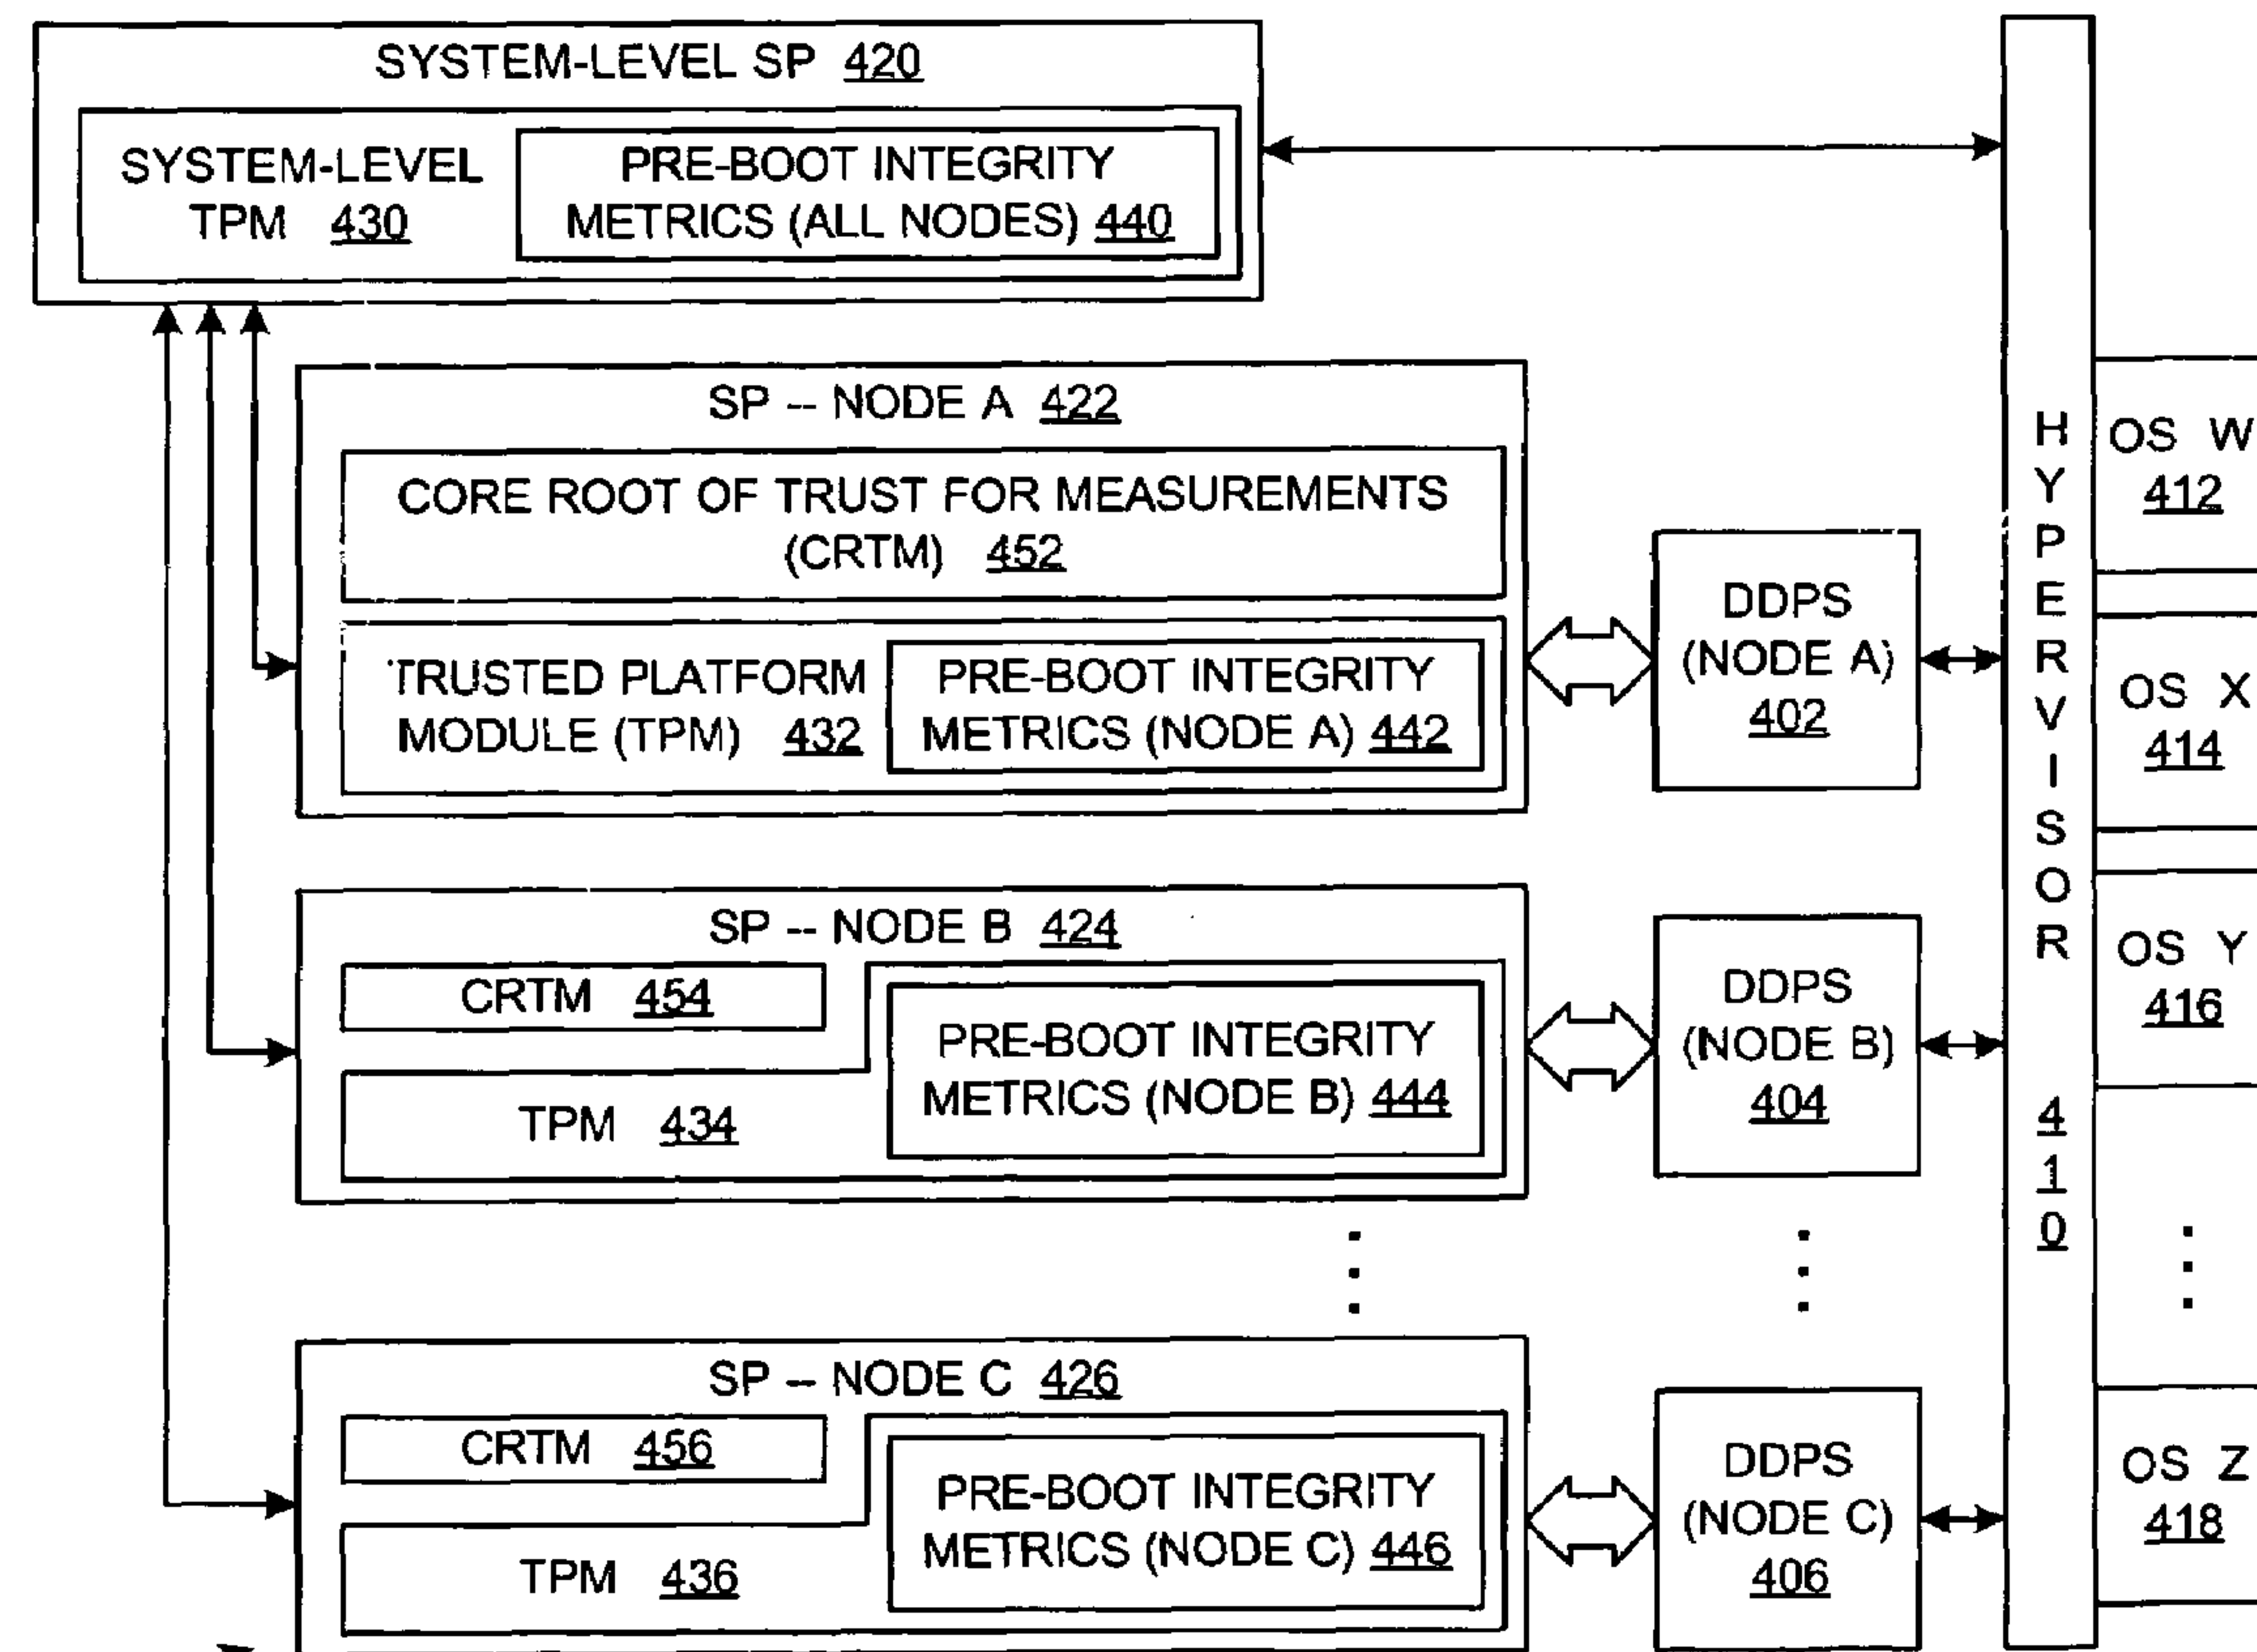 SYSTEM-LEVEL SP 420
SYSTEM-LEVEL
TPM 430
PRE-BOOT INTEGRITY
METRICS (ALL NODES) 440
SP -- NODE A 422
CORE ROOT OF TRUST FOR MEASUREMENTS
(CRTM) 452
TRUSTED PLATFORM
MODULE (TPM) 432
PRE-BOOT INTEGRITY
METRICS (NODE A) 442
DDPS
(NODE A)
402
SP -- NODE B 424
CRTM 454
TPM 434
PRE-BOOT INTEGRITY
METRICS (NODE B) 444
DDPS
(NODE B)
404
SP -- NODE C 426
CRTM 456
TPM 436
PRE-BOOT INTEGRITY
METRICS (NODE C) 446
DDPS
(NODE C)
406
HYPERVISOR 410
OS W
412
OS X
414
OS Y
416
OS Z
418